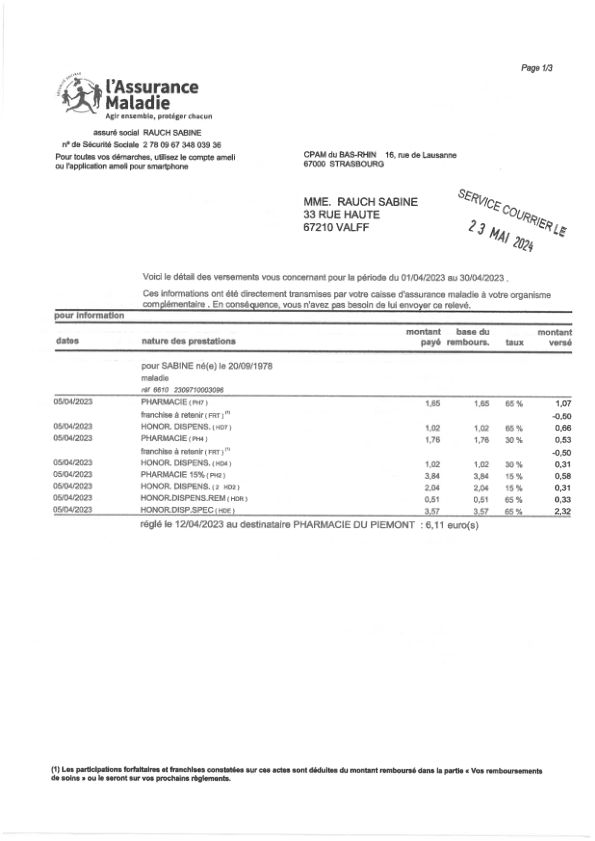 Page 1/3
SÉCURITÉ SOCIALE
l'Assurance
Maladie
Agir ensemble, protéger chacun
assuré social RAUCH SABINE
n° de Sécurité Sociale 2 78 09 67 348 039 36
Pour toutes vos démarches, utilisez le compte ameli
ou l'application ameli pour smartphone
CPAM du BAS-RHIN 16, rue de Lausanne
67000 STRASBOURG
MME. RAUCH SABINE
33 RUE HAUTE
67210 VALFF
SERVICE COURRIER LE
23 MAI 2024
Voici le détail des versements vous concernant pour la période du 01/04/2023 au 30/04/2023 .
Ces informations ont été directement transmises par votre caisse d'assurance maladie à votre organisme
complémentaire . En conséquence, vous n'avez pas besoin de lui envoyer ce relevé.
pour information
dates nature des prestations montant payé base du rembours. taux montant versé
pour SABINE né(e) le 20/09/1978
maladie
réf 6610 2309710003096
05/04/2023 PHARMACIE ( PH7 ) 1,65 1,65 65 % 1,07
franchise à retenir ( FRT ) (1) -0,50
05/04/2023 HONOR. DISPENS. ( HD7 ) 1,02 1,02 65 % 0,66
05/04/2023 PHARMACIE ( PH4 ) 1,76 1,76 30 % 0,53
franchise à retenir ( FRT ) (1) -0,50
05/04/2023 HONOR. DISPENS. ( HD4 ) 1,02 1,02 30 % 0,31
05/04/2023 PHARMACIE 15% ( PH2 ) 3,84 3,84 15 % 0,58
05/04/2023 HONOR. DISPENS. ( 2 HD2 ) 2,04 2,04 15 % 0,31
05/04/2023 HONOR.DISPENS.REM ( HDR ) 0,51 0,51 65 % 0,33
05/04/2023 HONOR.DISP.SPEC ( HDE ) 3,57 3,57 65 % 2,32
réglé le 12/04/2023 au destinataire PHARMACIE DU PIEMONT : 6,11 euro(s)
(1) Les participations forfaitaires et franchises constatées sur ces actes sont déduites du montant remboursé dans la partie « Vos remboursements
de soins » ou le seront sur vos prochains règlements.